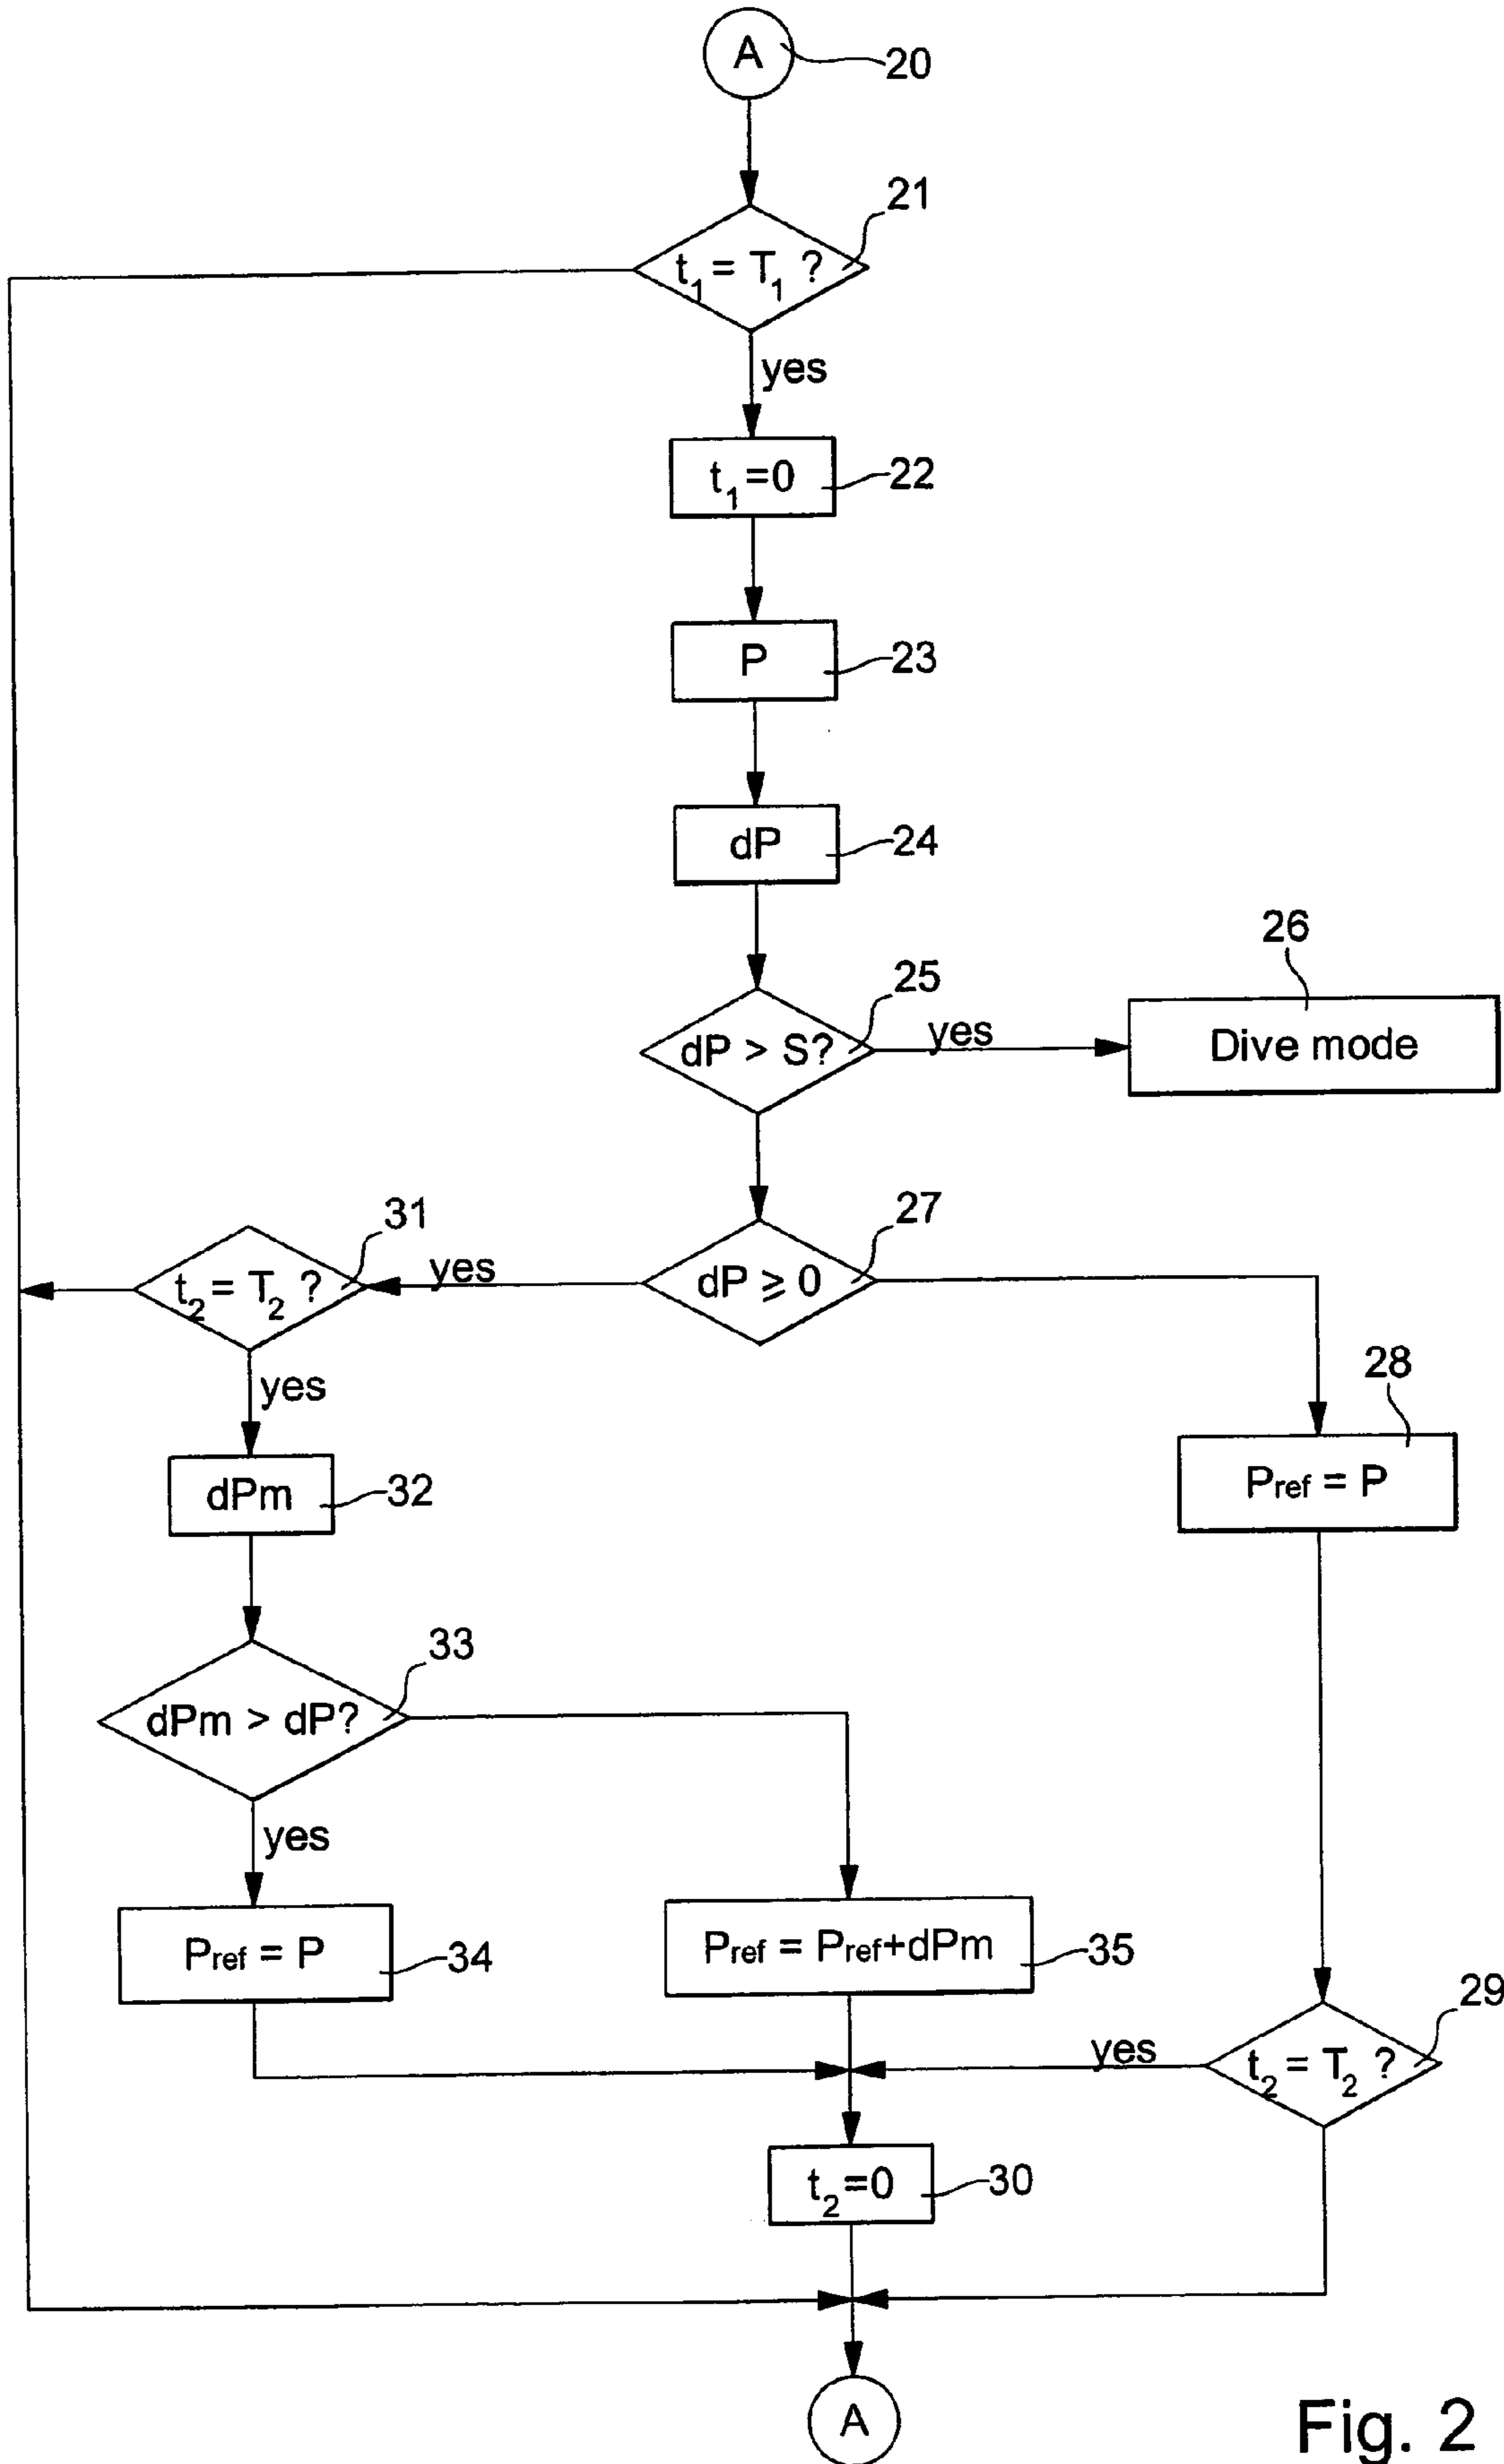 A
20
21
t₁ = T₁ ?
yes
t₁ =0
22
P
23
dP
24
26
25
dP > S?
yes
Dive mode
31
27
t₂ = T₂ ?
yes
dP ⩾ 0
yes
28
dPm
32
Pref = P
33
dPm > dP?
yes
Pref = P
34
Pref = Pref+dPm
35
29
yes
t₂ = T₂ ?
t₂ =0
30
A
Fig. 2